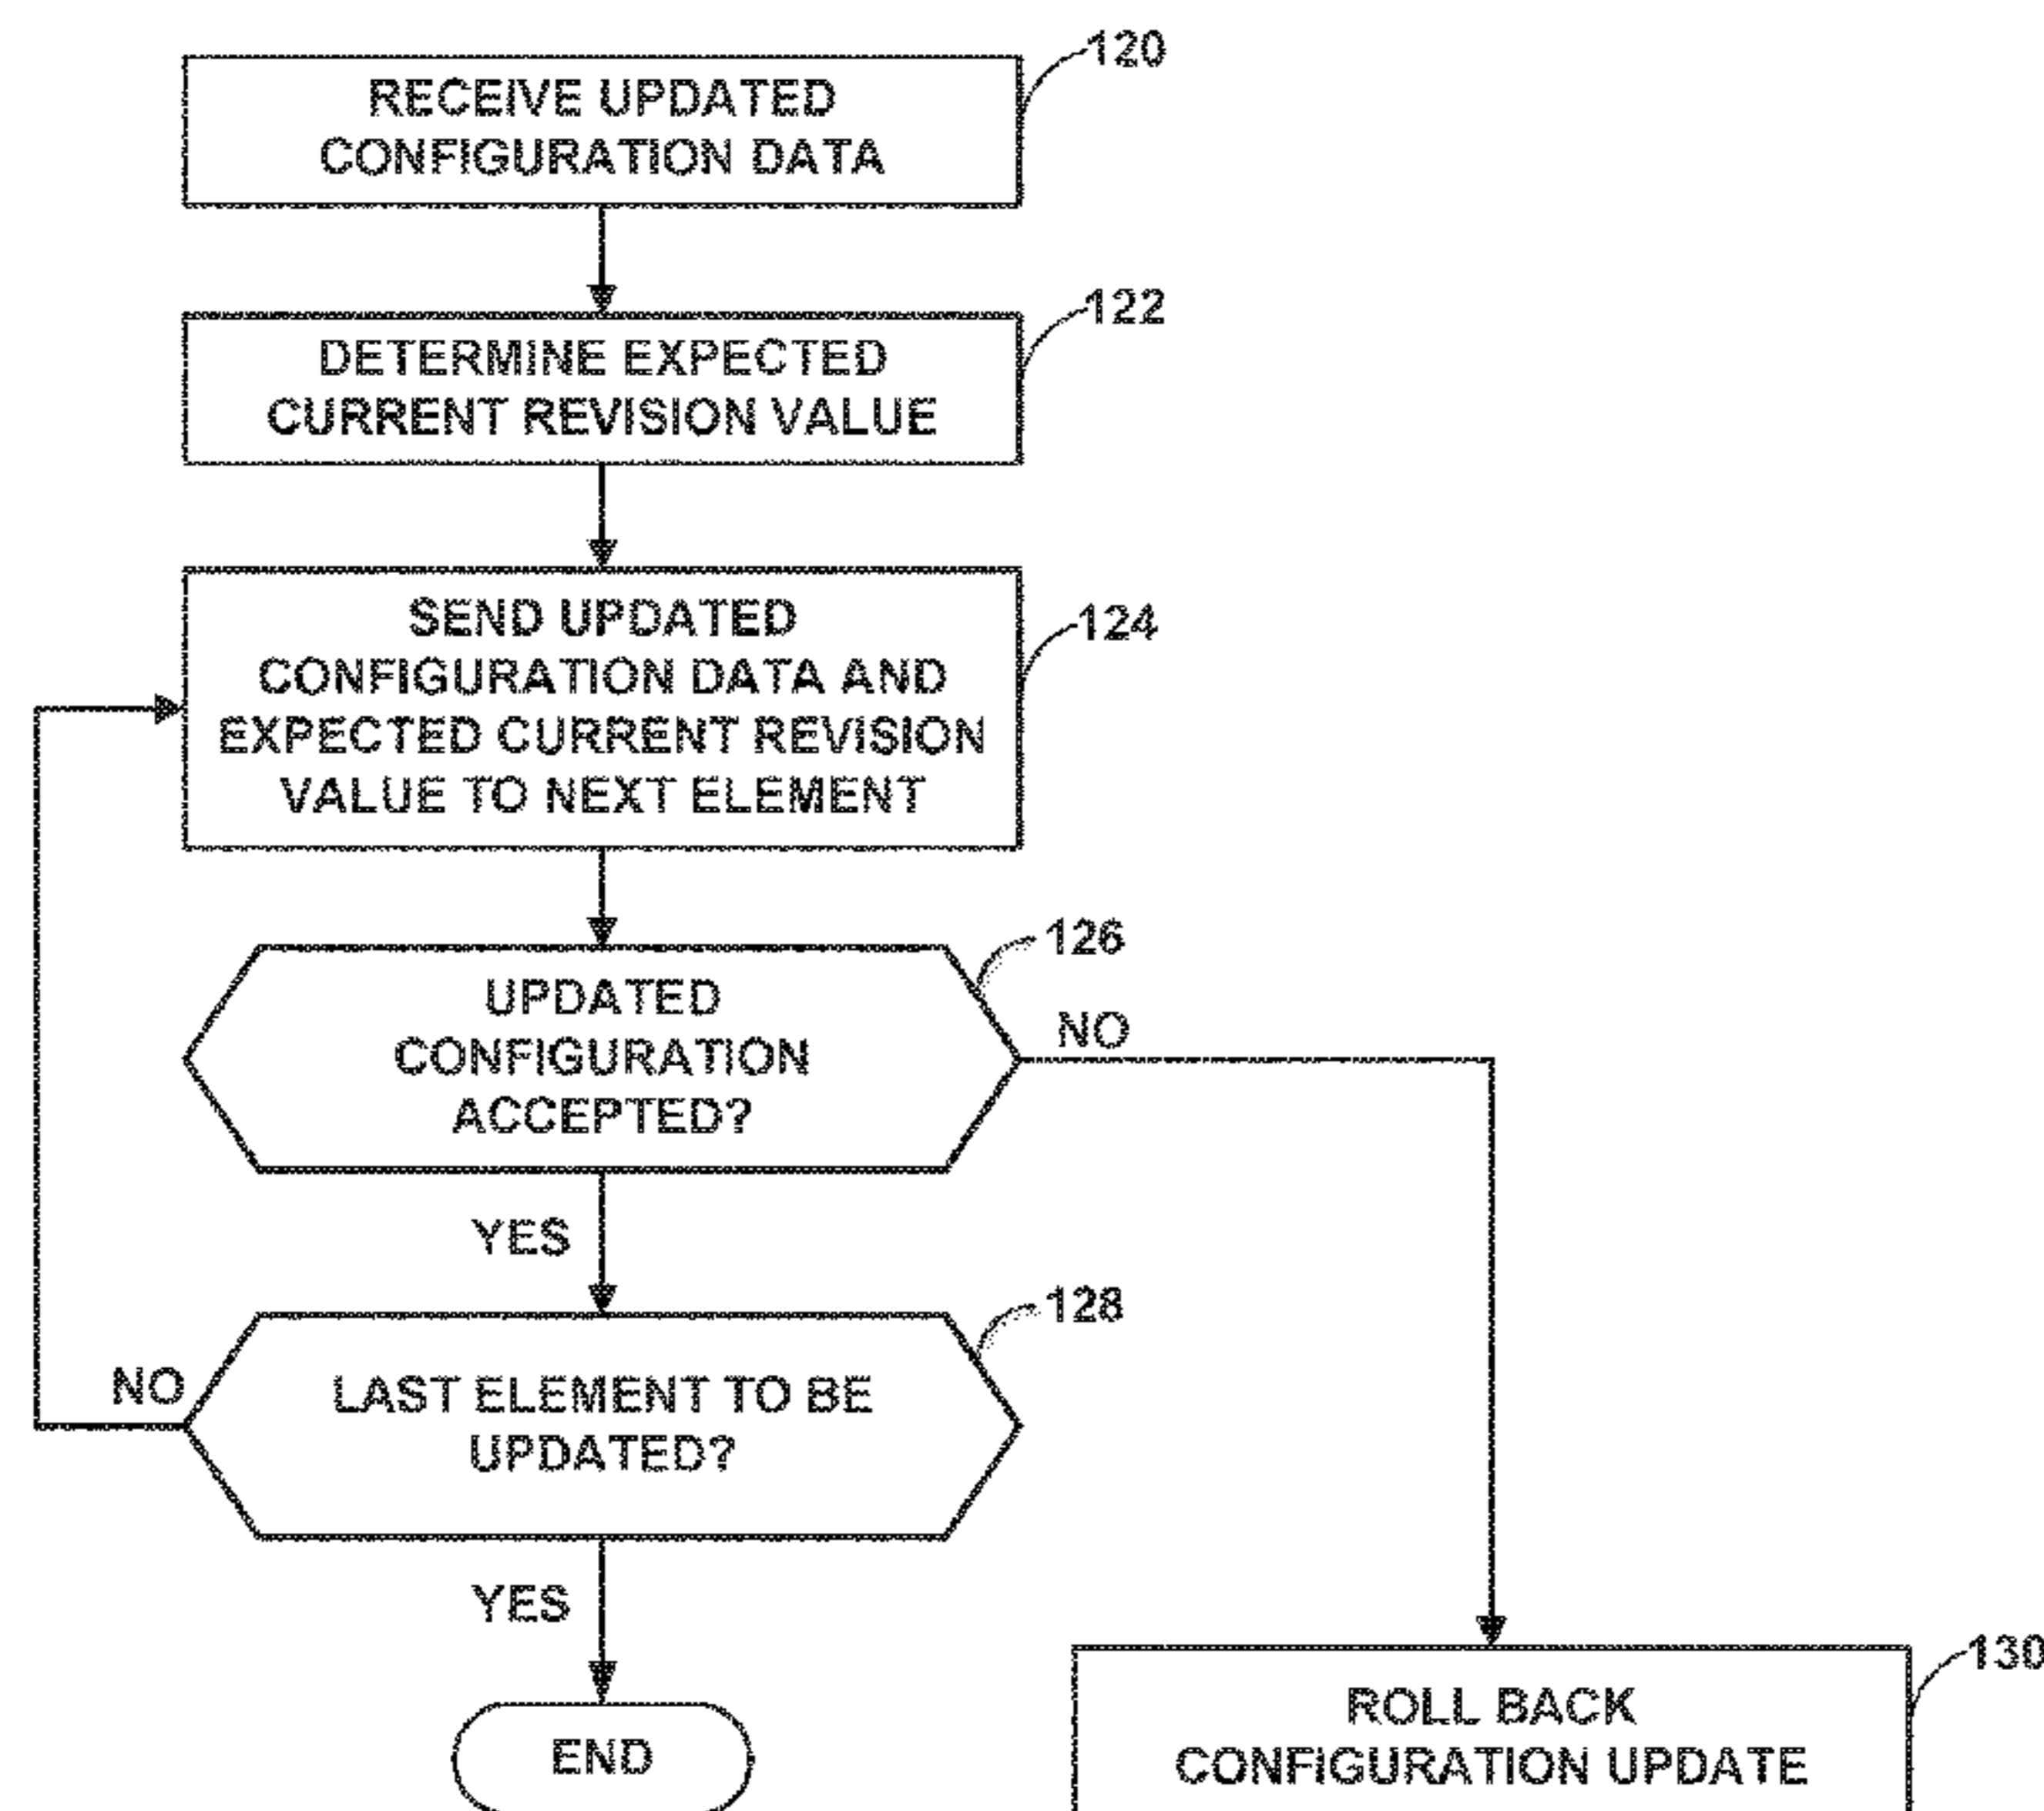 120
RECEIVE UPDATED
CONFIGURATION DATA
122
DETERMINE EXPECTED
CURRENT REVISION VALUE
124
SEND UPDATED
CONFIGURATION DATA AND
EXPECTED CURRENT REVISION
VALUE TO NEXT ELEMENT
126
UPDATED
CONFIGURATION
ACCEPTED?
NO
YES
128
NO
LAST ELEMENT TO BE
UPDATED?
YES
END
130
ROLL BACK
CONFIGURATION UPDATE